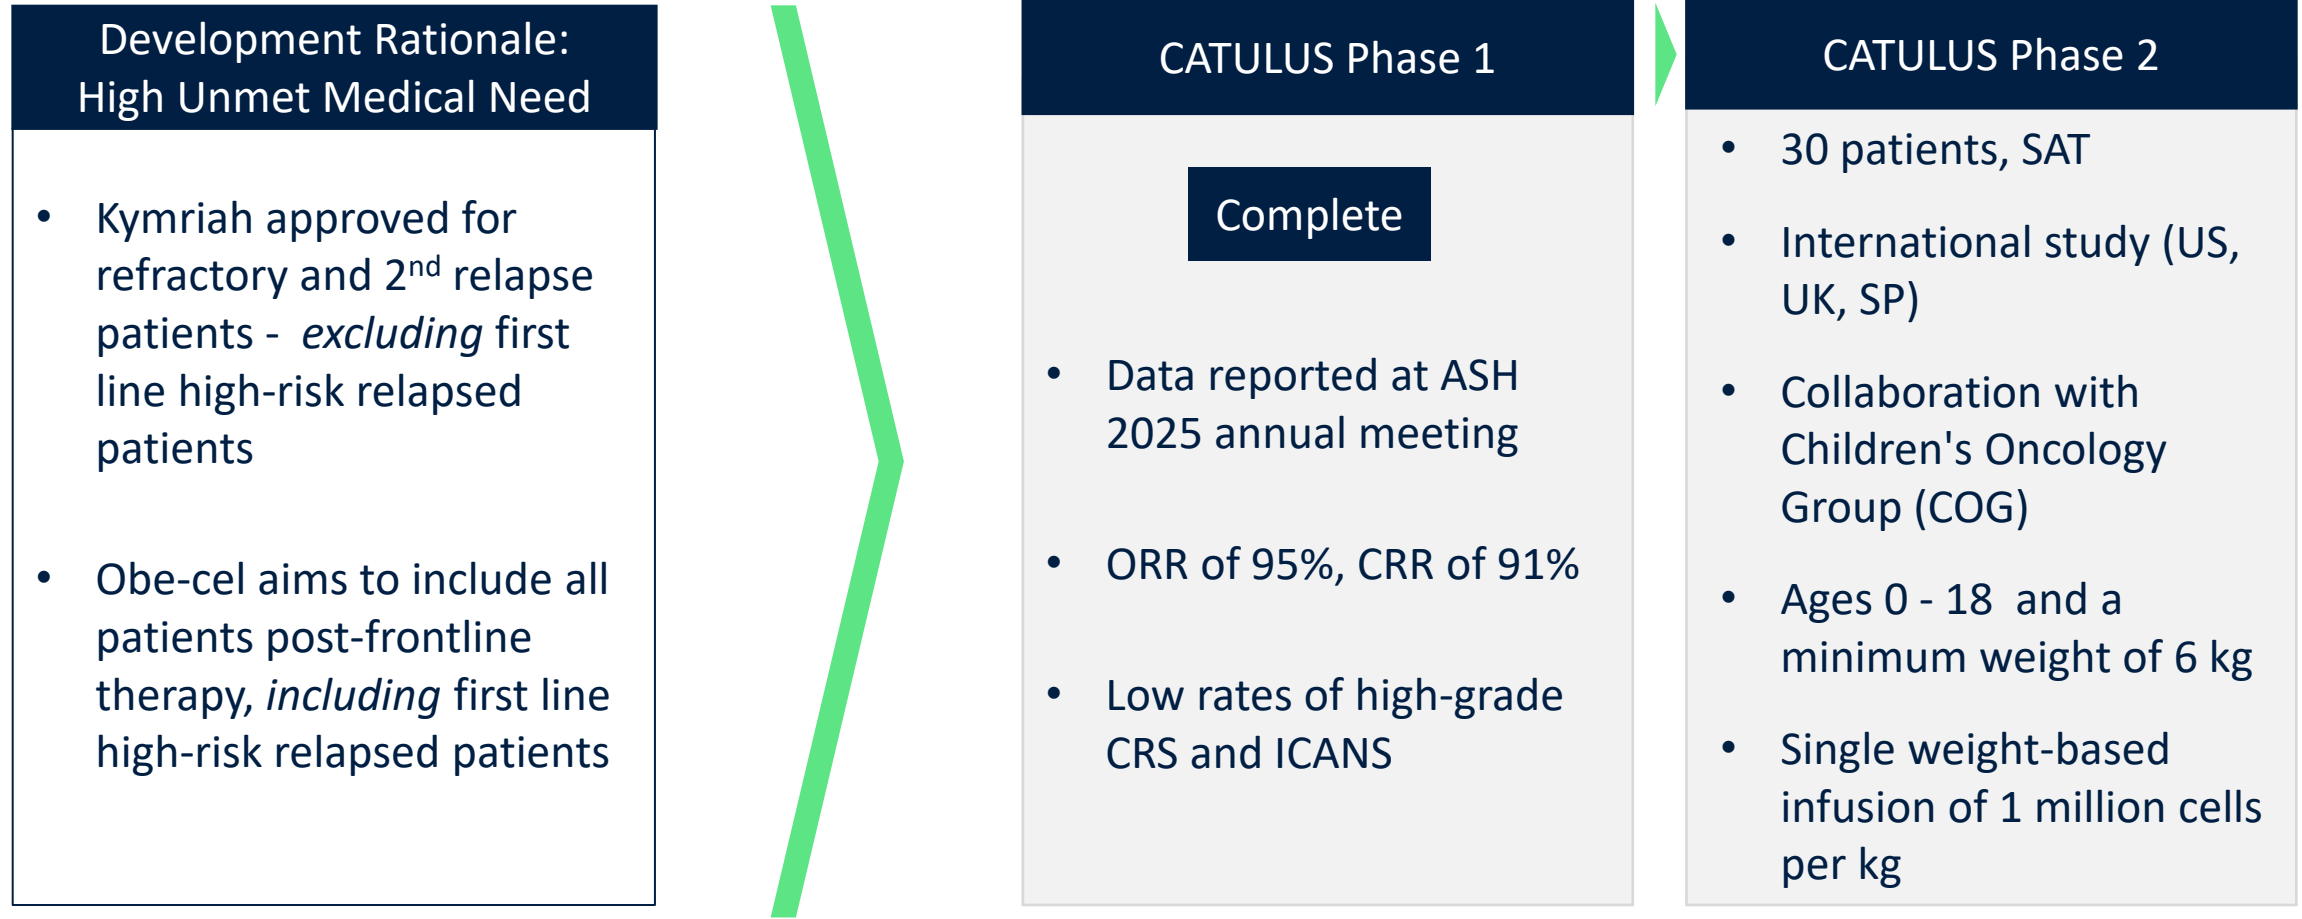 Development Rationale:
High Unmet Medical Need
• Kymriah approved for
refractory and 2nd relapse
patients - excluding first
line high-risk relapsed
patients
• Obe-cel aims to include all
patients post-frontline
therapy, including first line
high-risk relapsed patients
CATULUS Phase 1
Complete
• Data reported at ASH
2025 annual meeting
• ORR of 95%, CRR of 91%
• Low rates of high-grade
CRS and ICANS
CATULUS Phase 2
• 30 patients, SAT
• International study (US,
UK, SP)
• Collaboration with
Children's Oncology
Group (COG)
• Ages 0 - 18 and a
minimum weight of 6 kg
• Single weight-based
infusion of 1 million cells
per kg